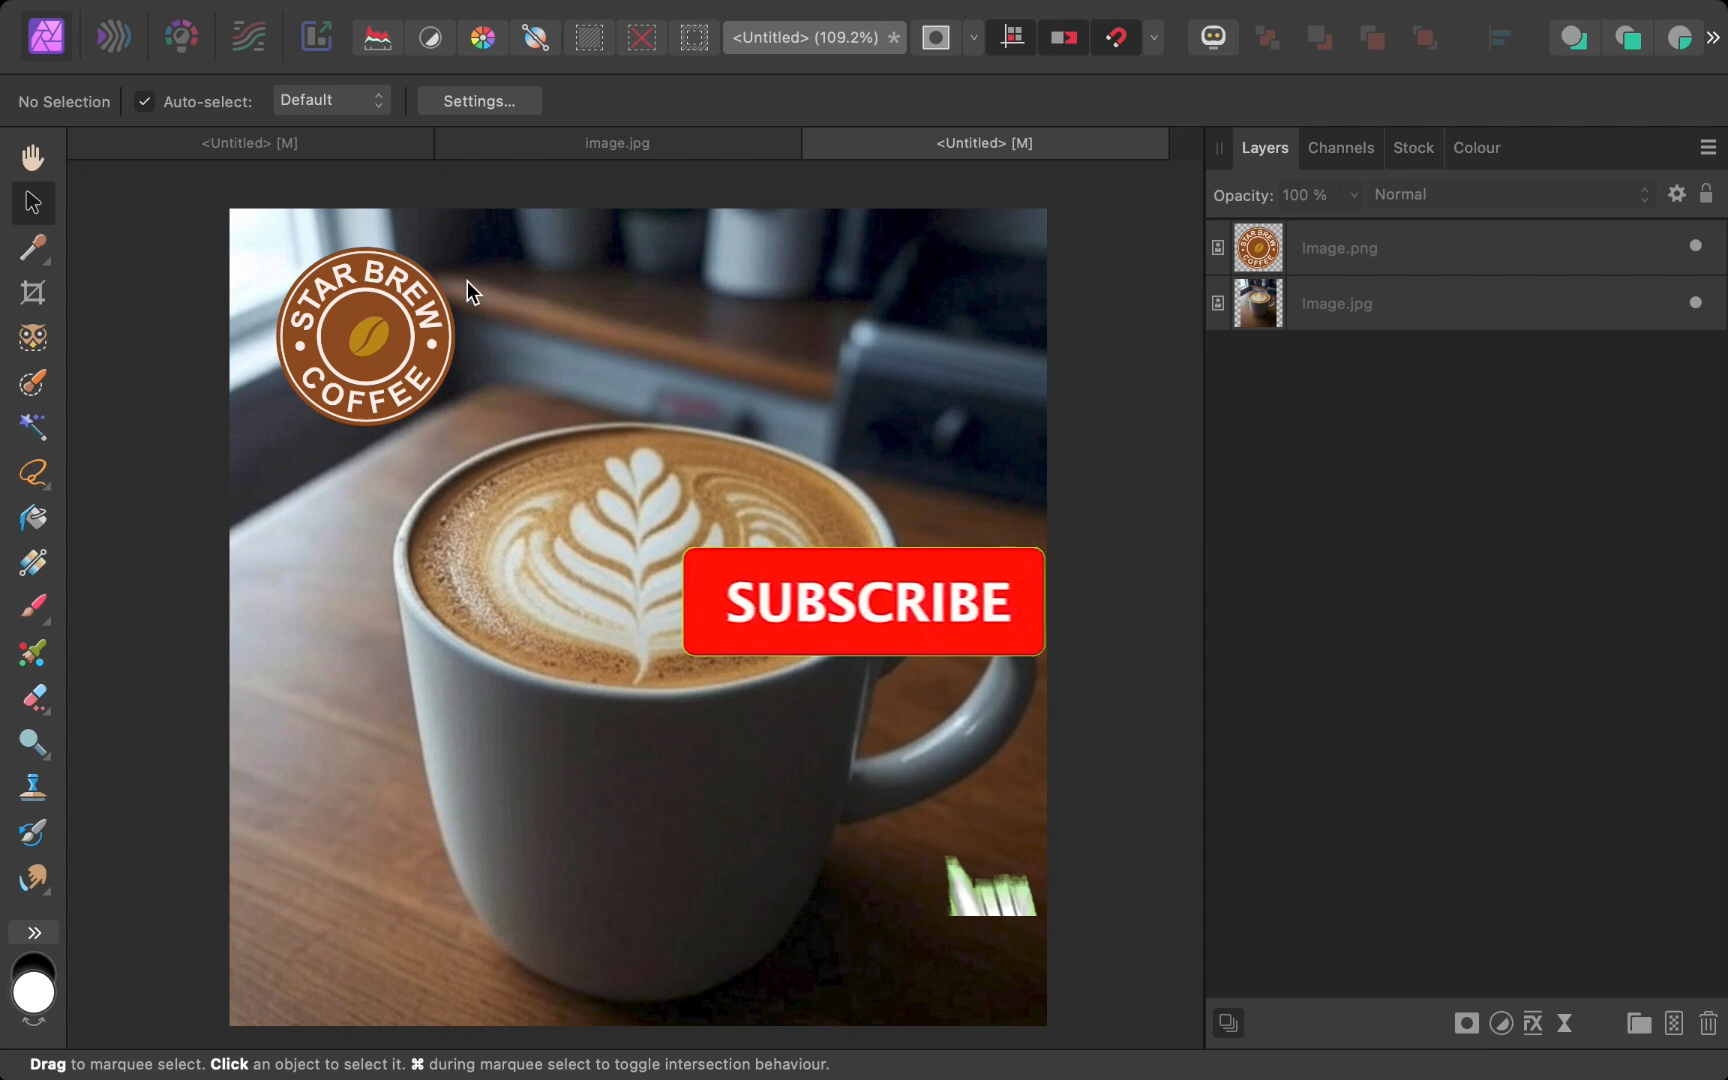 <Untitled> (109.2%) *
No Selection
Auto-select:
Default
Settings...
<Untitled> [M]
image.jpg
<Untitled> [M]
Layers
Channels
Stock
Colour
Opacity:
100 %
Normal
Image.png
Image.jpg
STAR BREW
COFFEE
SUBSCRIBE
FX
Drag to marquee select. Click an object to select it. ⌘ during marquee select to toggle intersection behaviour.